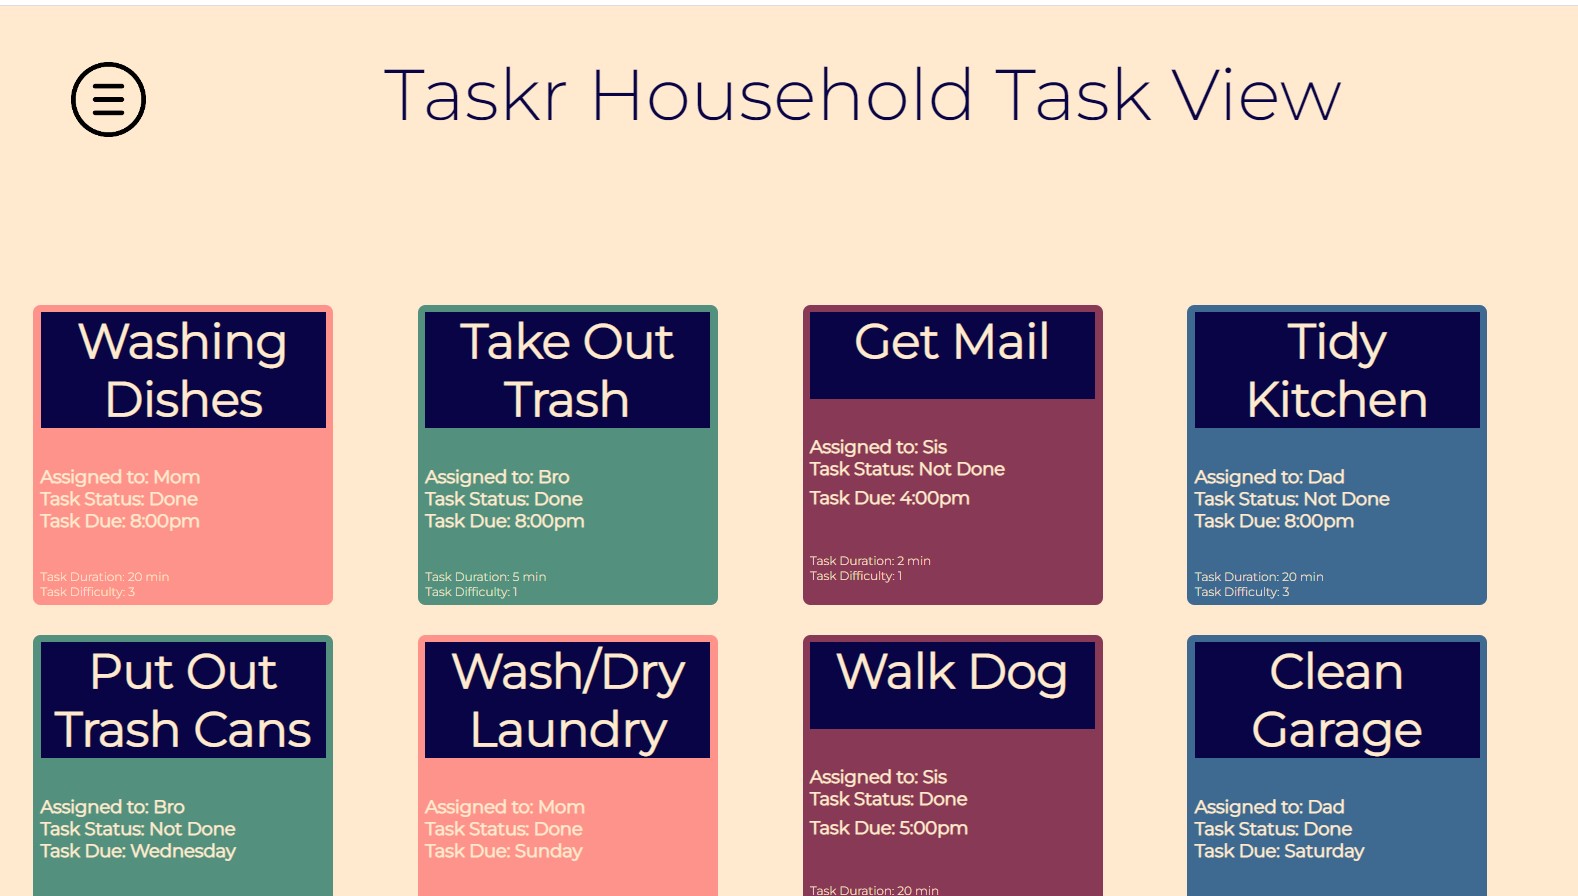 Taskr Household Task View
Washing
Dishes
Assigned to: Mom
Task Status: Done
Task Due: 8:00pm
Task Duration: 20 min
Task Difficulty: 3
Take Out
Trash
Assigned to: Bro
Task Status: Done
Task Due: 8:00pm
Task Duration: 5 min
Task Difficulty: 1
Get Mail
Assigned to: Sis
Task Status: Not Done
Task Due: 4:00pm
Task Duration: 2 min
Task Difficulty: 1
Tidy
Kitchen
Assigned to: Dad
Task Status: Not Done
Task Due: 8:00pm
Task Duration: 20 min
Task Difficulty: 3
Put Out
Trash Cans
Assigned to: Bro
Task Status: Not Done
Task Due: Wednesday
Wash/Dry
Laundry
Assigned to: Mom
Task Status: Done
Task Due: Sunday
Walk Dog
Assigned to: Sis
Task Status: Done
Task Due: 5:00pm
Task Duration: 20 min
Clean
Garage
Assigned to: Dad
Task Status: Done
Task Due: Saturday